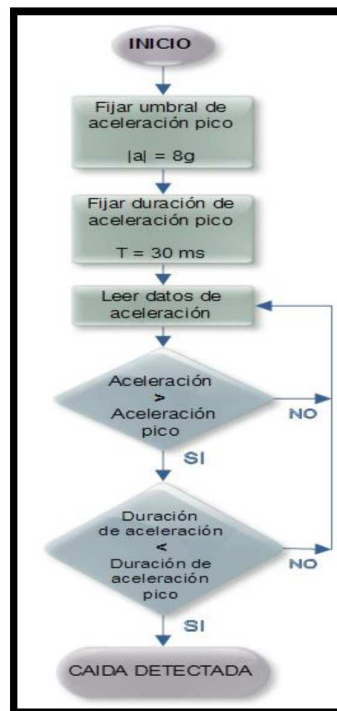 INICIO
Fijar umbral de
aceleración pico
|a| = 8g
Fijar duración de
aceleración pico
T = 30 ms
Leer datos de
aceleración
Aceleración
>
Aceleración
pico
NO
SI
Duración
de aceleración
<
Duración de
aceleración
pico
NO
SI
CAIDA DETECTADA